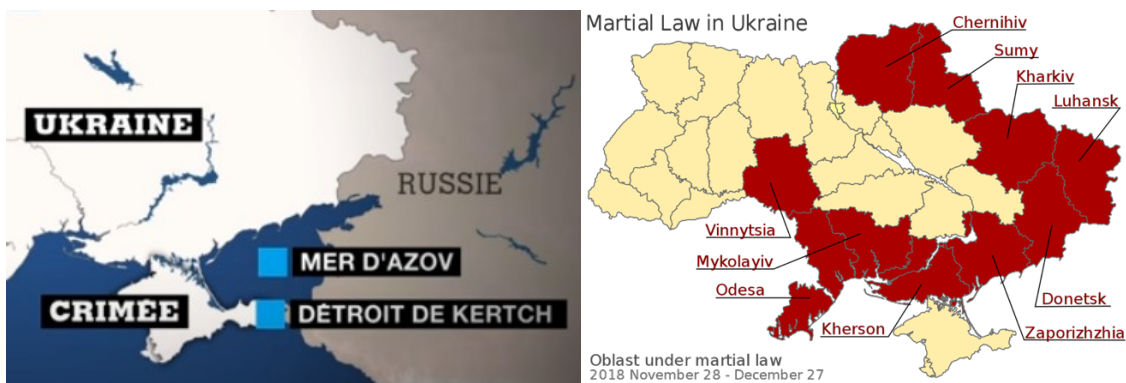 UKRAINE
RUSSIE
MER D'AZOV
CRIMÉE
DÉTROIT DE KERTCH
Martial Law in Ukraine
Chernihiv
Sumy
Kharkiv
Luhansk
Vinnytsia
Mykolayiv
Odesa
Kherson
Donetsk
Zaporizhzhia
Oblast under martial law
2018 November 28 - December 27